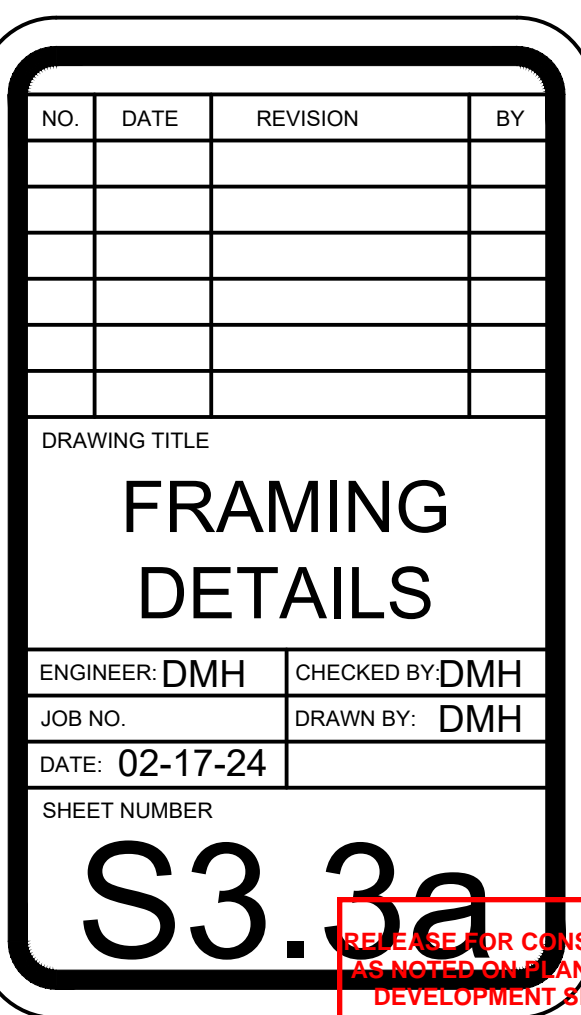 NO. DATE REVISION BY
DRAWING TITLE
FRAMING
DETAILS
ENGINEER: DMH CHECKED BY: DMH
JOB NO. DRAWN BY: DMH
DATE: 02-17-24
SHEET NUMBER
S3.3a
RELEASE FOR
AS NOTED ON
DEVELOPMENT